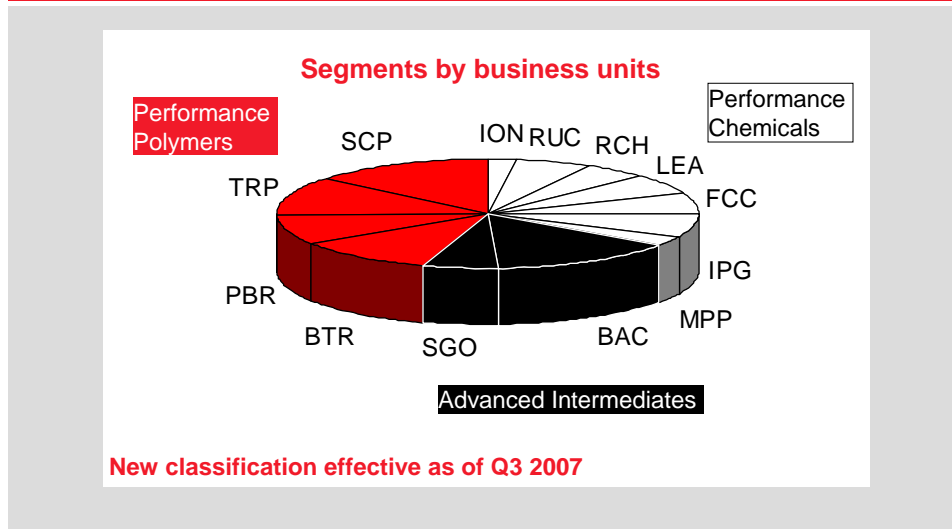 Segments by business units
Performance
Polymers
Performance
Chemicals
SCP
ION
RUC
RCH
LEA
TRP
FCC
IPG
PBR
MPP
BTR
SGO
BAC
Advanced Intermediates
New classification effective as of Q3 2007